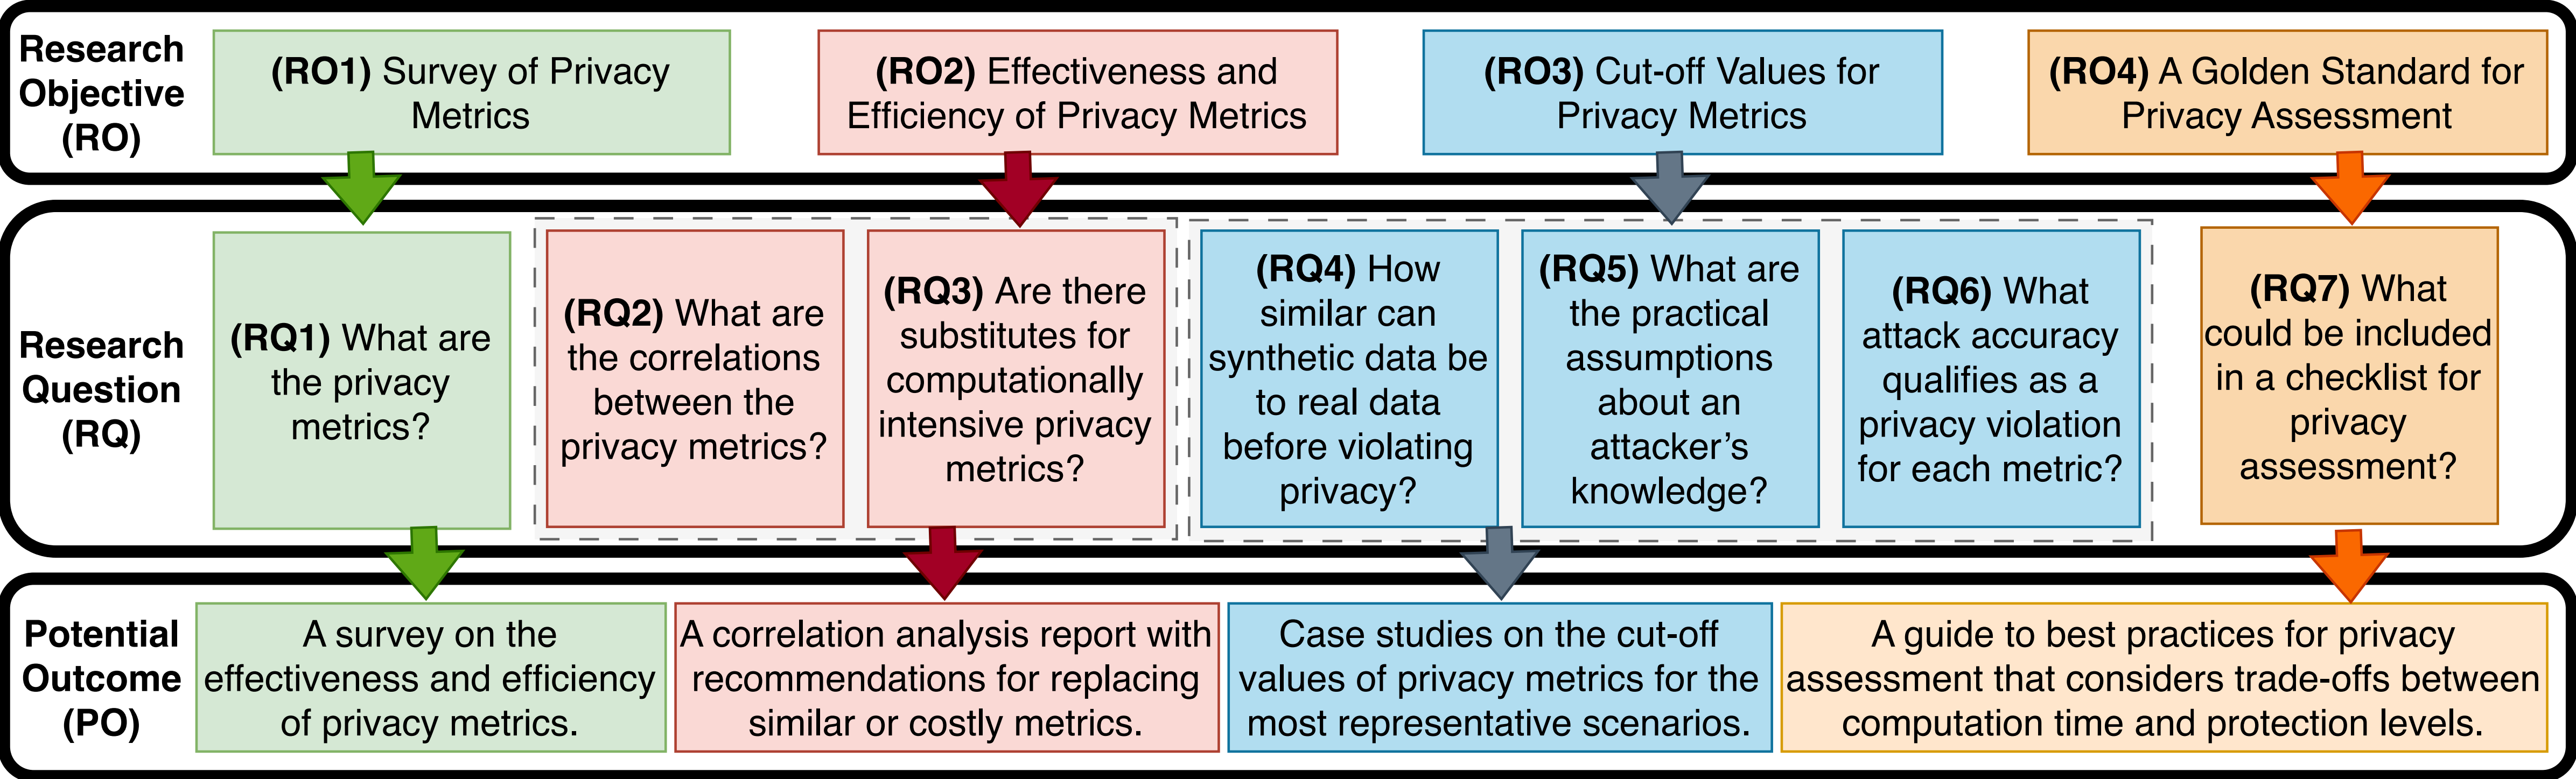 Research
Objective
(RO)
(RO1) Survey of Privacy
Metrics
(RO2) Effectiveness and
Efficiency of Privacy Metrics
(RO3) Cut-off Values for
Privacy Metrics
(RO4) A Golden Standard for
Privacy Assessment
Research
Question
(RQ)
(RQ1) What are
the privacy
metrics?
(RQ2) What are
the correlations
between the
privacy metrics?
(RQ3) Are there
substitutes for
computationally
intensive privacy
metrics?
(RQ4) How
similar can
synthetic data be
to real data
before violating
privacy?
(RQ5) What are
the practical
assumptions
about an
attacker’s
knowledge?
(RQ6) What
attack accuracy
qualifies as a
privacy violation
for each metric?
(RQ7) What
could be included
in a checklist for
privacy
assessment?
Potential
Outcome
(PO)
A survey on the
effectiveness and efficiency
of privacy metrics.
A correlation analysis report with
recommendations for replacing
similar or costly metrics.
Case studies on the cut-off
values of privacy metrics for the
most representative scenarios.
A guide to best practices for privacy
assessment that considers trade-offs between
computation time and protection levels.